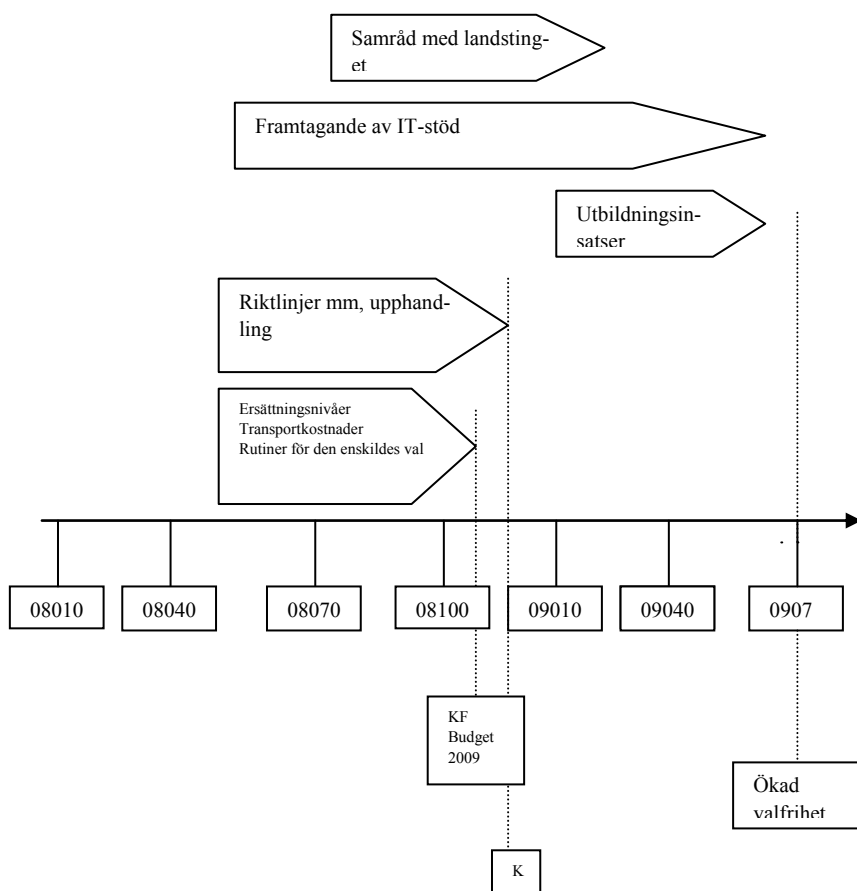 Samråd med landsting-
et
Framtagande av IT-stöd
Utbildningsin-
satser
Riktlinjer mm, upphand-
ling
Ersättningsnivåer
Transportkostnader
Rutiner för den enskildes val
08010
08040
08070
08100
09010
09040
0907
KF
Budget
2009
Ökad
valfrihet
K